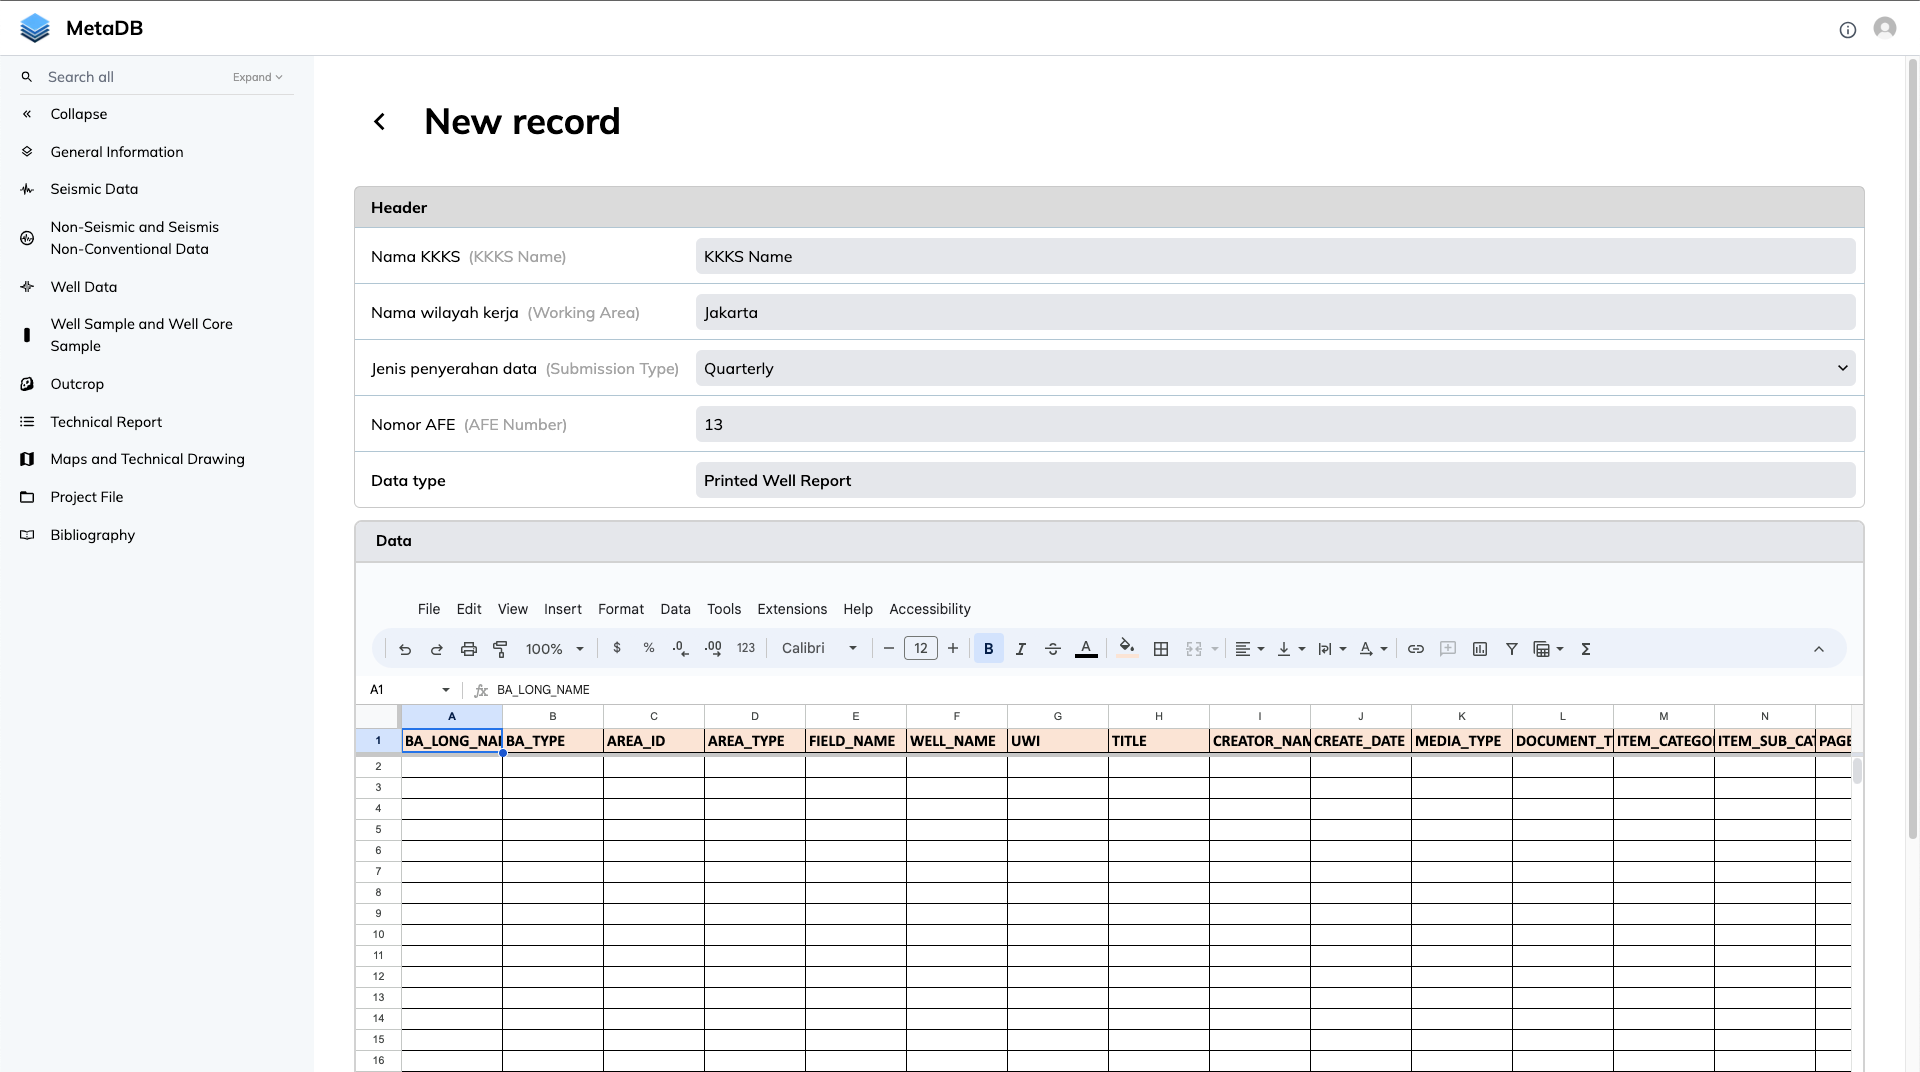 MetaDB
Search all Expand
Collapse
General Information
Seismic Data
Non-Seismic and Seismis
Non-Conventional Data
Well Data
Well Sample and Well Core
Sample
Outcrop
Technical Report
Maps and Technical Drawing
Project File
Bibliography
New record
Header
Nama KKKS (KKKS Name) KKKS Name
Nama wilayah kerja (Working Area) Jakarta
Jenis penyerahan data (Submission Type) Quarterly
Nomor AFE (AFE Number) 13
Data type Printed Well Report
Data
File Edit View Insert Format Data Tools Extensions Help Accessibility
100% $ % .0 .00 123 Calibri 12 B I S A A Σ
A1 fx BA_LONG_NAME
A B C D E F G H I J K L M N
1 BA_LONG_NAM BA_TYPE AREA_ID AREA_TYPE FIELD_NAME WELL_NAME UWI TITLE CREATOR_NAM CREATE_DATE MEDIA_TYPE DOCUMENT_T ITEM_CATEGO ITEM_SUB_CAT PAGE
2
3
4
5
6
7
8
9
10
11
12
13
14
15
16